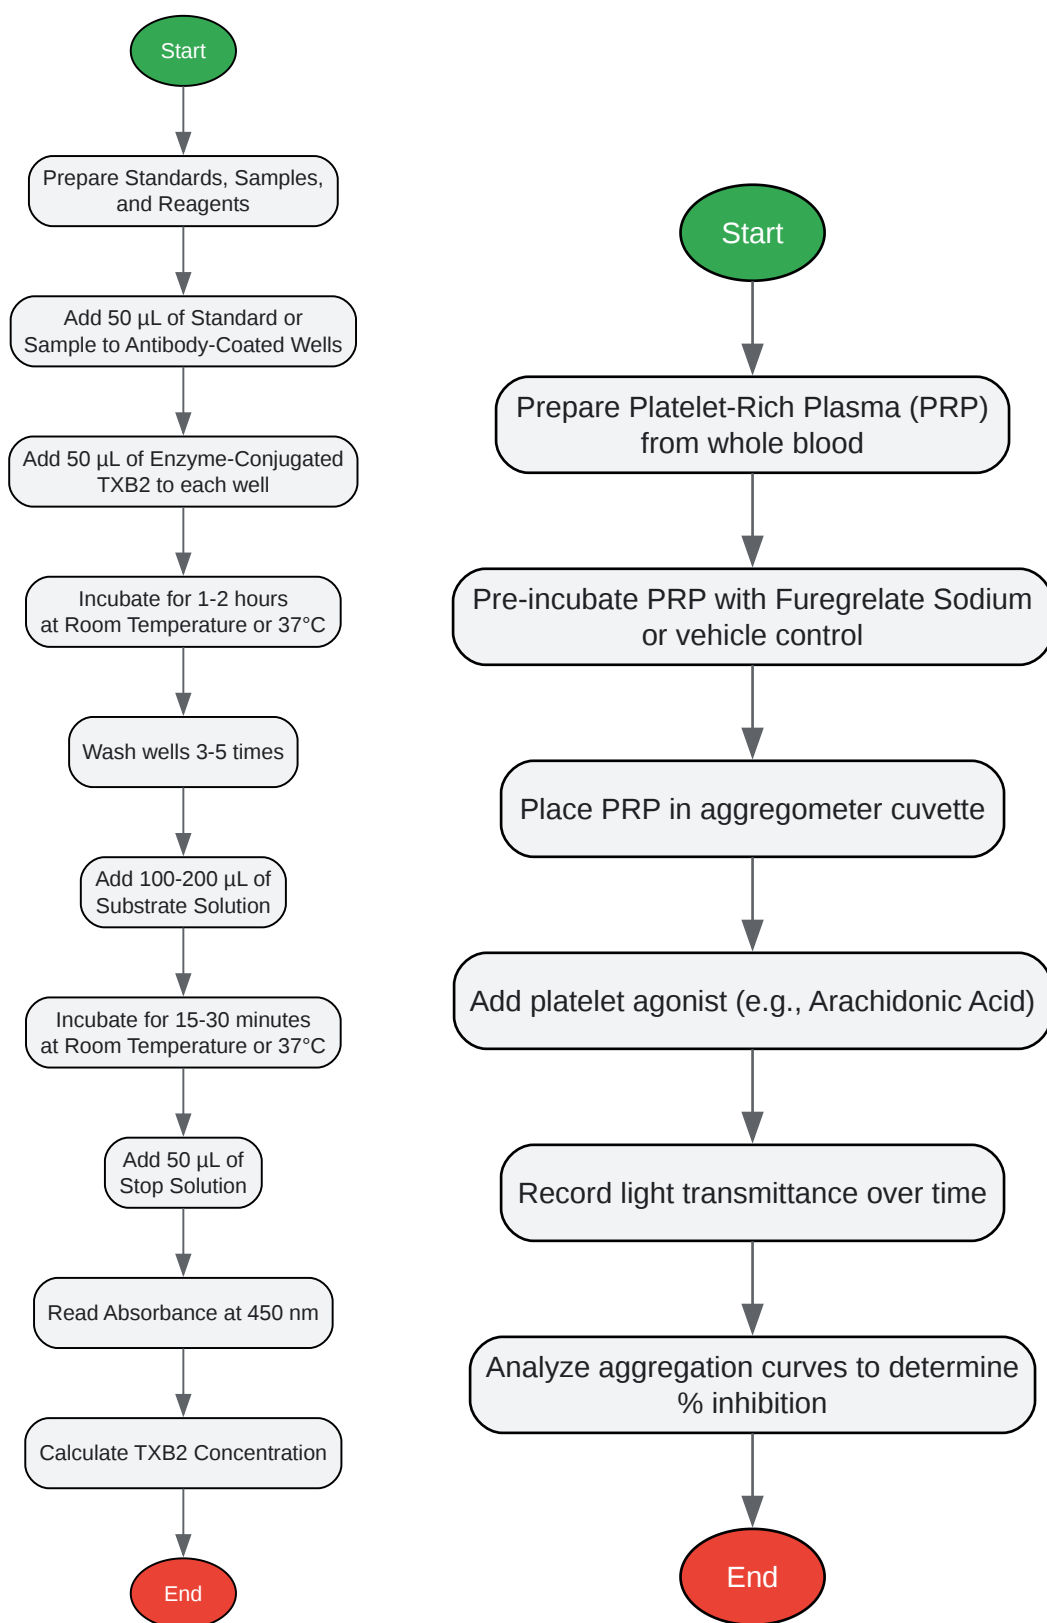 Start
Prepare Standards, Samples,
and Reagents
Add 50 µL of Standard or
Sample to Antibody-Coated Wells
Add 50 µL of Enzyme-Conjugated
TXB2 to each well
Incubate for 1-2 hours
at Room Temperature or 37°C
Wash wells 3-5 times
Add 100-200 µL of
Substrate Solution
Incubate for 15-30 minutes
at Room Temperature or 37°C
Add 50 µL of
Stop Solution
Read Absorbance at 450 nm
Calculate TXB2 Concentration
End
Start
Prepare Platelet-Rich Plasma (PRP)
from whole blood
Pre-incubate PRP with Furegrelate Sodium
or vehicle control
Place PRP in aggregometer cuvette
Add platelet agonist (e.g., Arachidonic Acid)
Record light transmittance over time
Analyze aggregation curves to determine
% inhibition
End